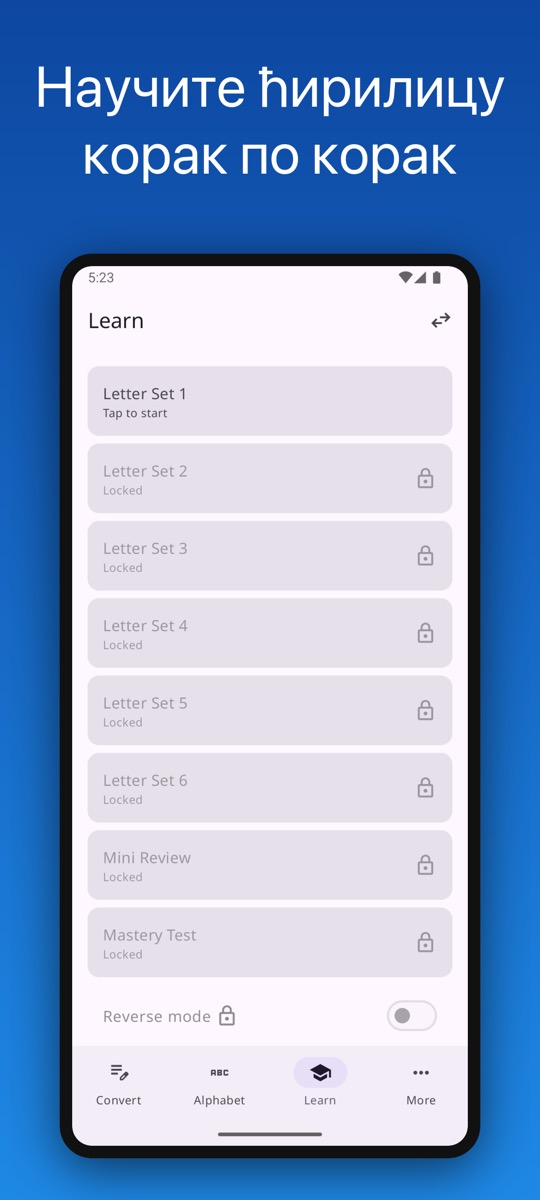 Научите ћирилицу
корак по корак
5:23
Learn
Letter Set 1
Tap to start
Letter Set 2
Locked
Letter Set 3
Locked
Letter Set 4
Locked
Letter Set 5
Locked
Letter Set 6
Locked
Mini Review
Locked
Mastery Test
Locked
Reverse mode
ABC
Convert Alphabet Learn More